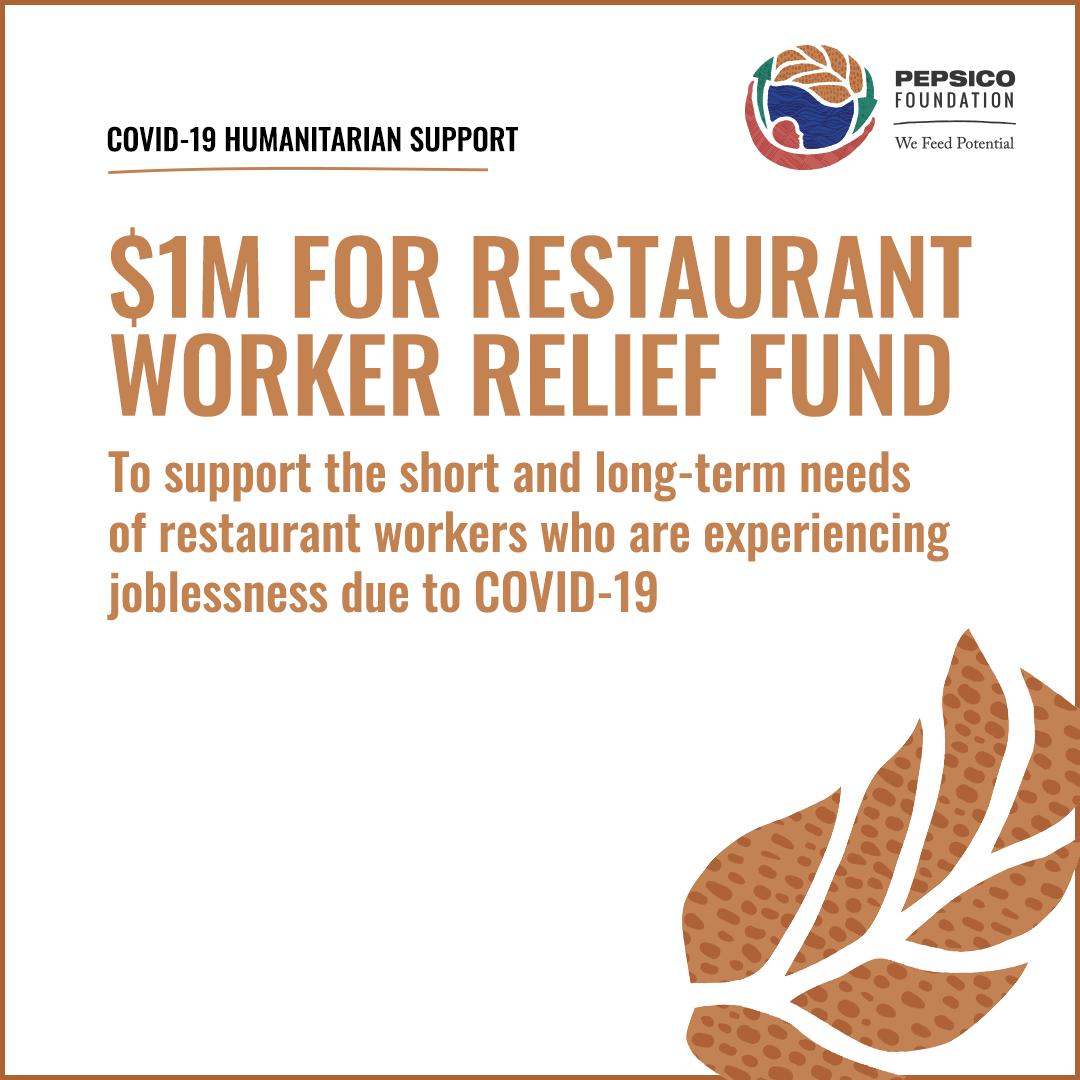 PEPSICO
FOUNDATION
We Feed Potential
COVID-19 HUMANITARIAN SUPPORT
$1M FOR RESTAURANT
WORKER RELIEF FUND
To support the short and long-term needs
of restaurant workers who are experiencing
joblessness due to COVID-19